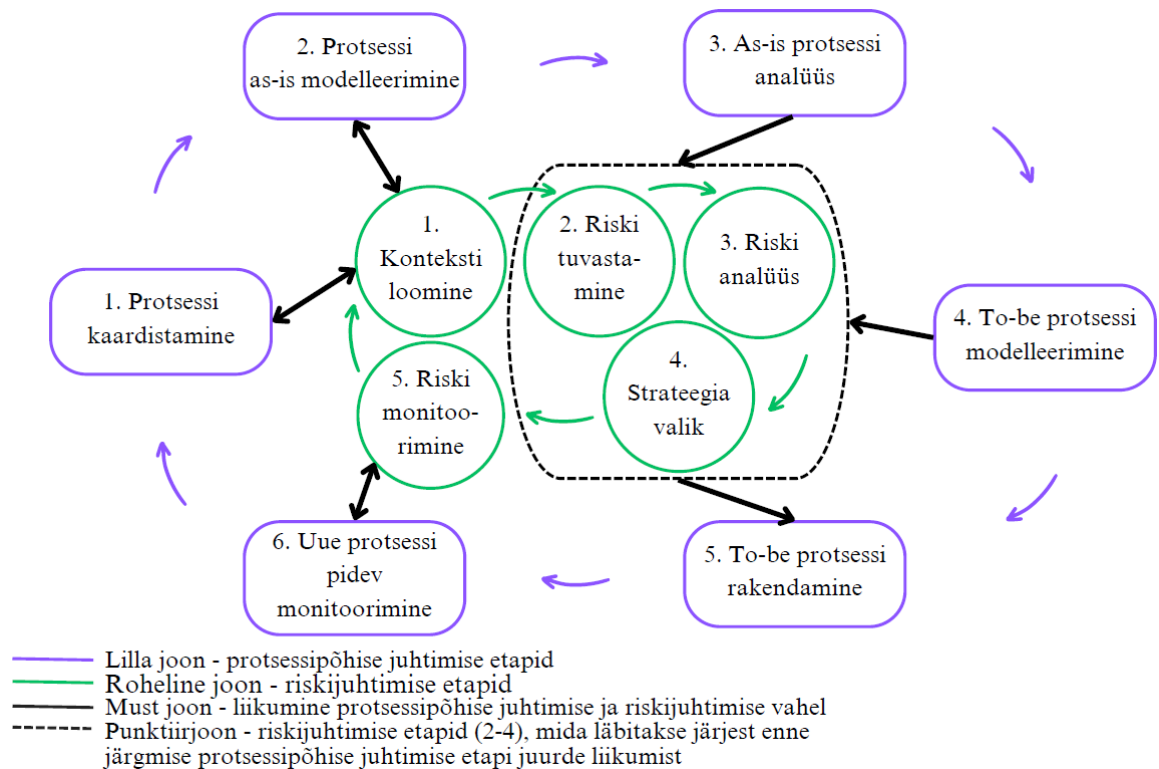 2. Protsessi
as-is modelleerimine
3. As-is protsessi
analüüs
1.
Konteksti
loomine
2. Riski
tuvasta-
mine
3. Riski
analüüs
1. Protsessi
kaardistamine
4. To-be protsessi
modelleerimine
5. Riski
monitoo-
rimine
4.
Strateegia
valik
6. Uue protsessi
pidev
monitoorimine
5. To-be protsessi
rakendamine
Lilla joon - protsessipõhise juhtimise etapid
Roheline joon - riskijuhtimise etapid
Must joon - liikumine protsessipõhise juhtimise ja riskijuhtimise vahel
Punktiirjoon - riskijuhtimise etapid (2-4), mida läbitakse järjest enne
järgmise protsessipõhise juhtimise etapi juurde liikumist